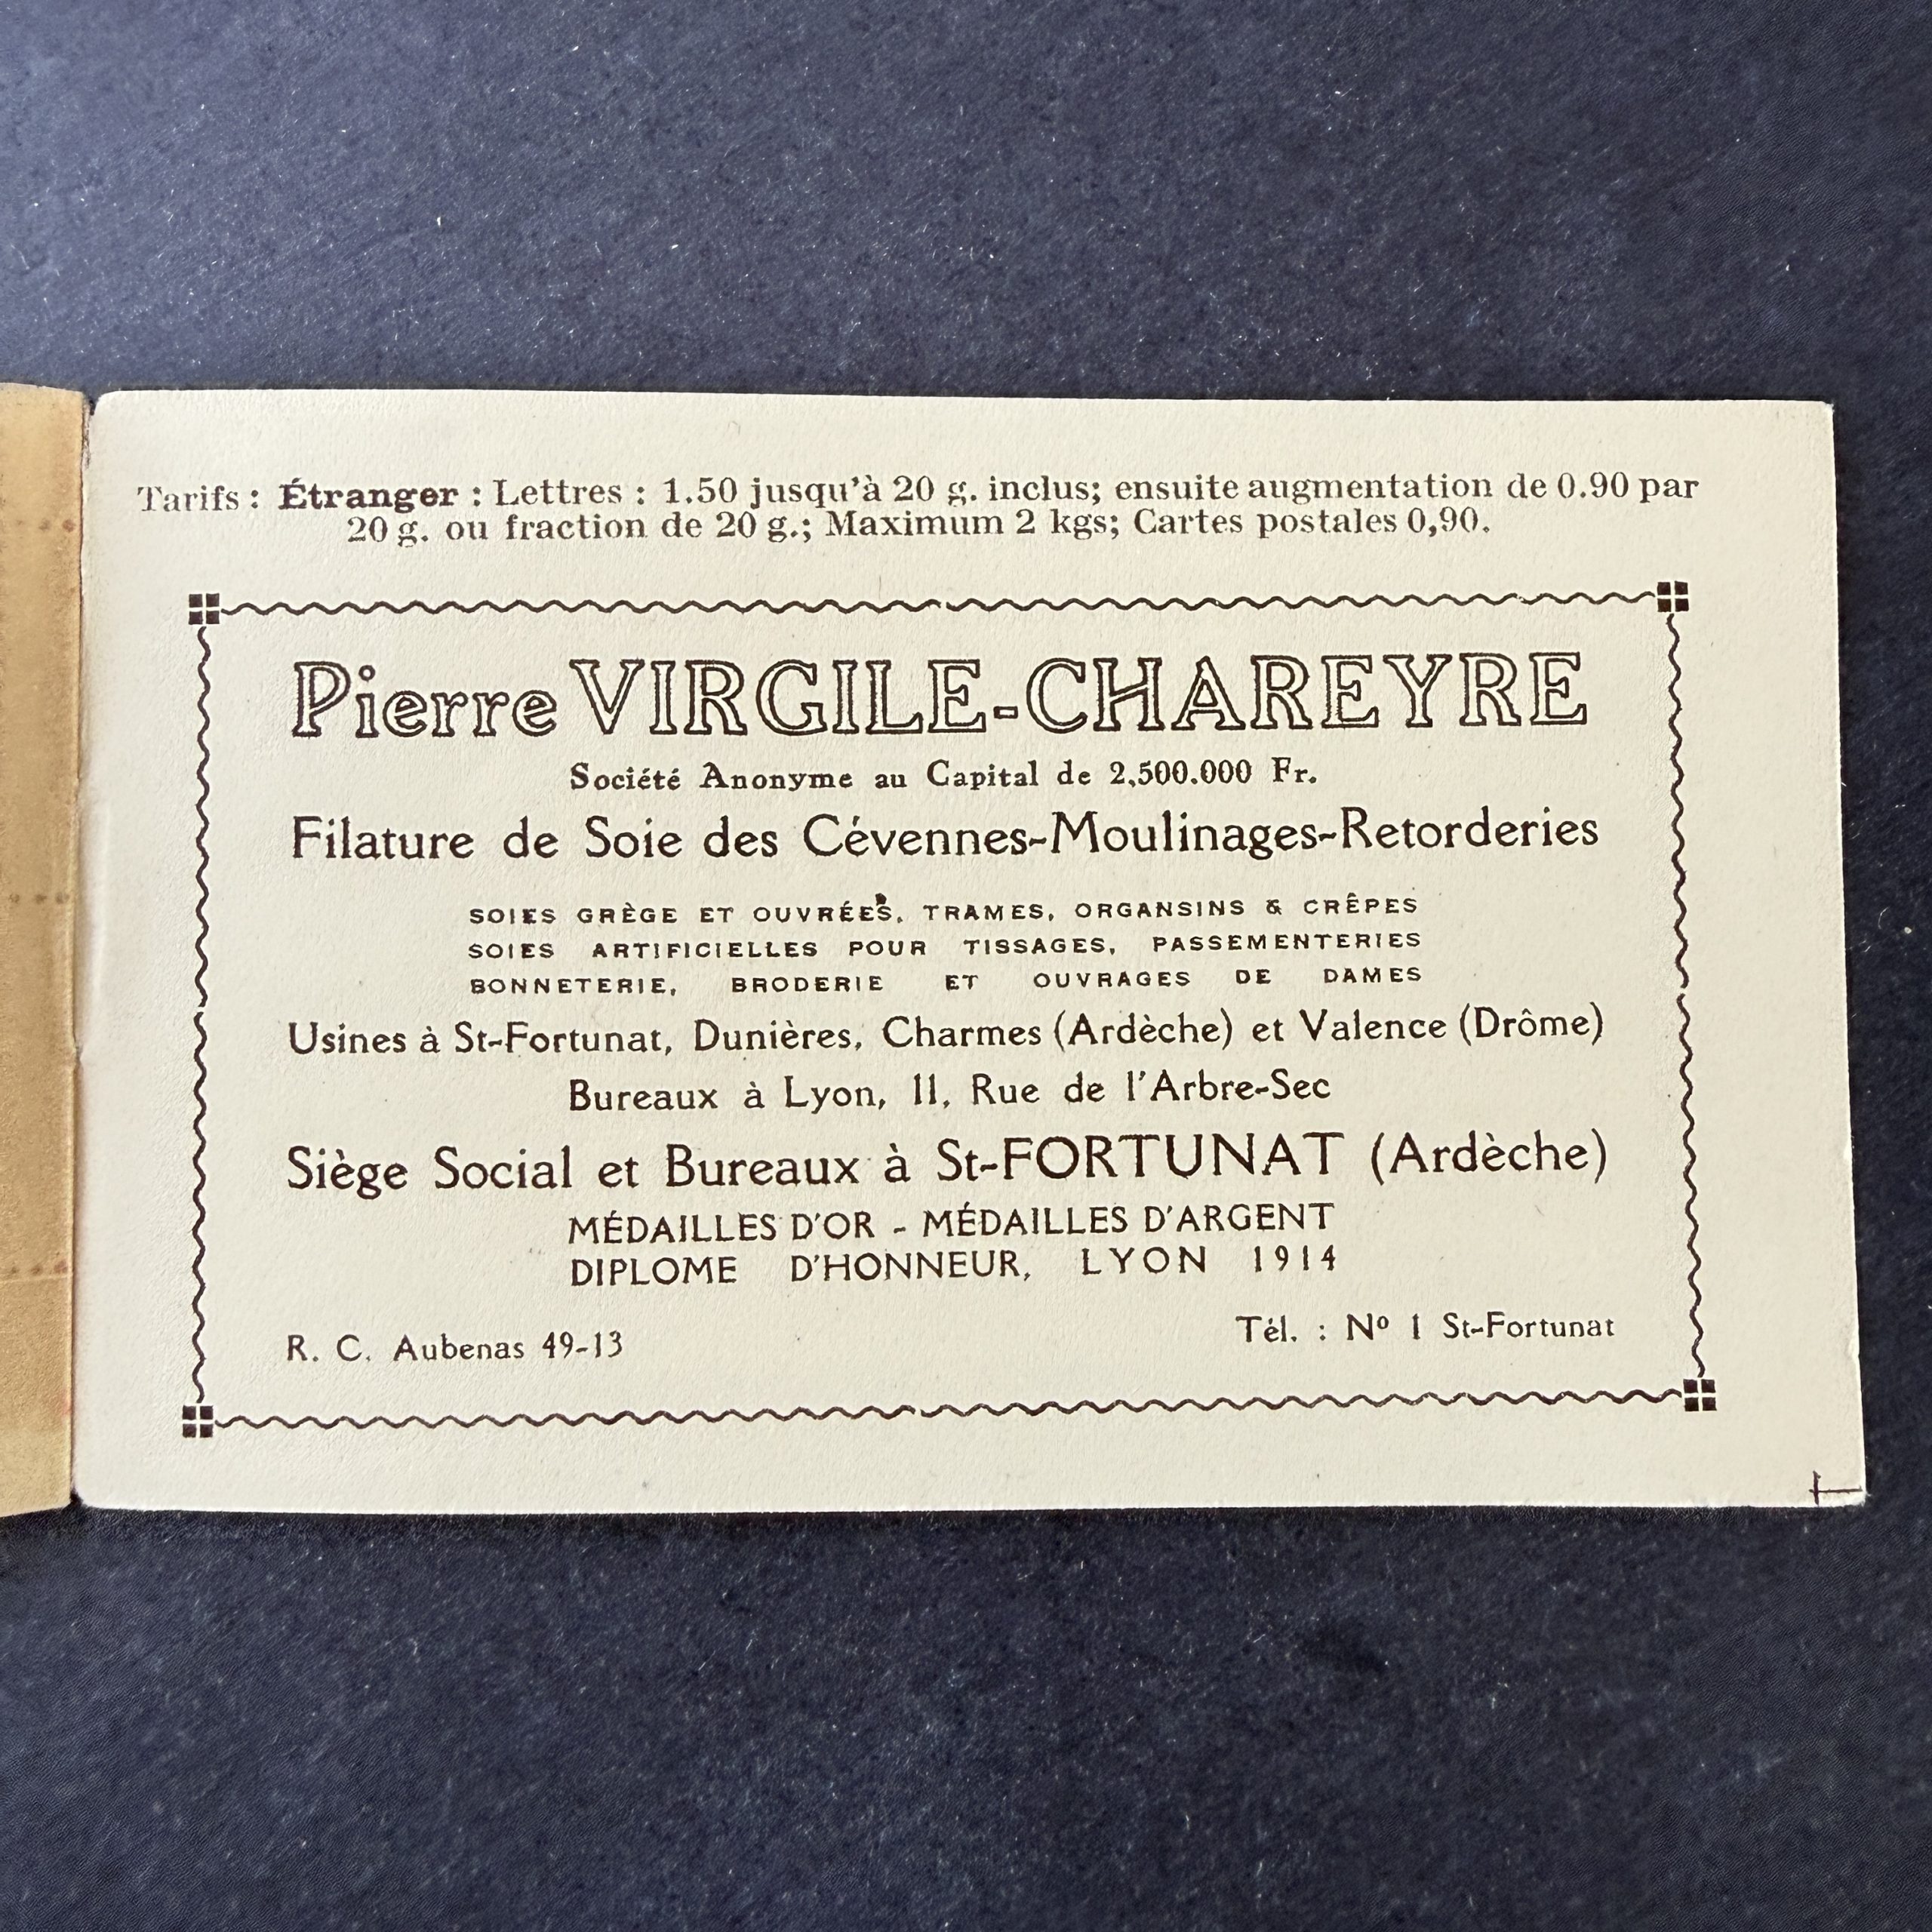 Tarifs : Étranger : Lettres : 1.50 jusqu'à 20 g. inclus; ensuite augmentation de 0.90 par
20 g. ou fraction de 20 g.; Maximum 2 kgs; Cartes postales 0,90.
Pierre VIRGILE-CHAREYRE
Société Anonyme au Capital de 2,500.000 Fr.
Filature de Soie des Cévennes-Moulinages-Retorderies
SOIES GRÈGE ET OUVRÉES, TRAMES, ORGANSINS & CRÊPES
SOIES ARTIFICIELLES POUR TISSAGES, PASSEMENTERIES
BONNETERIE, BRODERIE ET OUVRAGES DE DAMES
Usines à St-Fortunat, Dunières, Charmes (Ardèche) et Valence (Drôme)
Bureaux à Lyon, 11, Rue de l'Arbre-Sec
Siège Social et Bureaux à St-FORTUNAT (Ardèche)
MÉDAILLES D'OR - MÉDAILLES D'ARGENT
DIPLOME D'HONNEUR, LYON 1914
R. C. Aubenas 49-13
Tél. : Nº 1 St-Fortunat